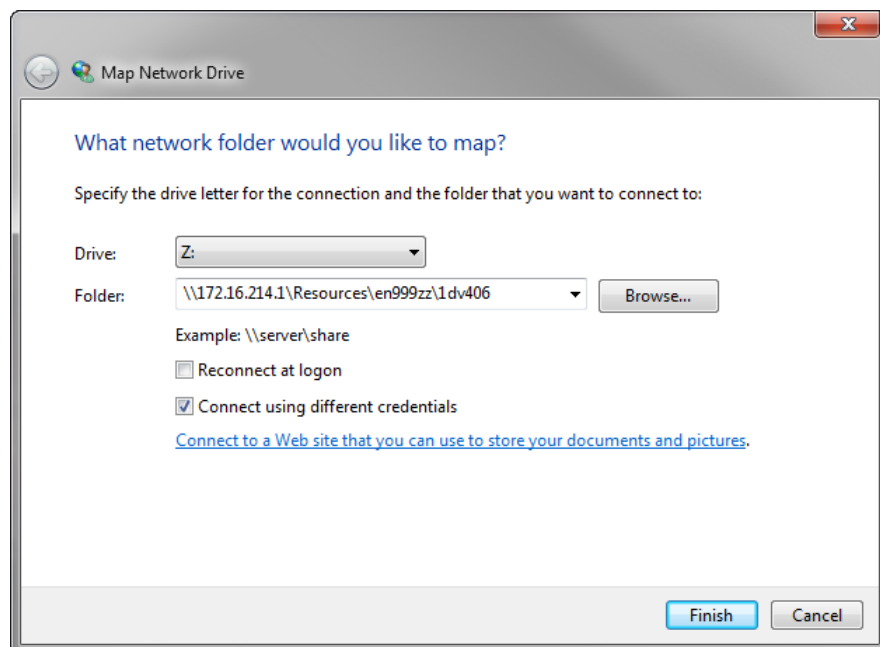 Map Network Drive
What network folder would you like to map?
Specify the drive letter for the connection and the folder that you want to connect to:
Drive: Z:
Folder: \\172.16.214.1\Resources\en999zz\1dv406 Browse...
Example: \\server\share
Reconnect at logon
Connect using different credentials
Connect to a Web site that you can use to store your documents and pictures.
Finish Cancel